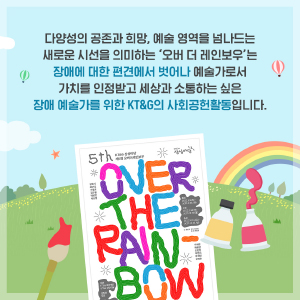 다양성의 공존과 희망, 예술 영역을 넘나드는
새로운 시선을 의미하는 '오버 더 레인보우'는
장애에 대한 편견에서 벗어나 예술가로서
가치를 인정받고 세상과 소통하는 싶은
장애 예술가를 위한 KT&G의 사회공헌활동입니다.
5th
OVER
THE
RAIN-
BOW